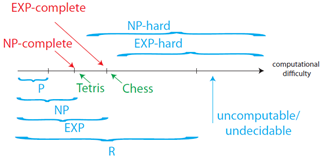 EXP-complete
NP-hard
NP-complete
EXP-hard
computational
difficulty
P
Tetris
Chess
NP
uncomputable/
undecidable
EXP
R